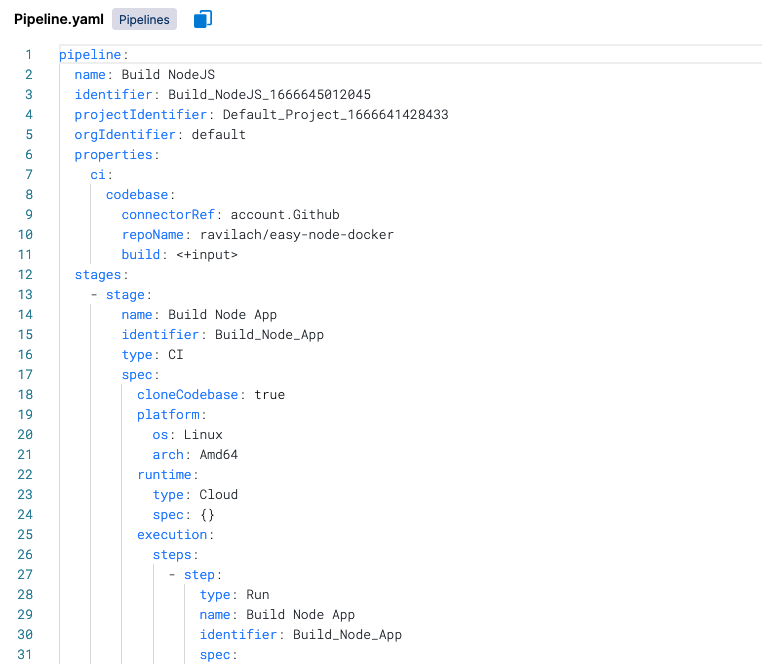 Pipeline.yaml Pipelines
1 pipeline:
2 name: Build NodeJS
3 identifier: Build_NodeJS_1666645012045
4 projectIdentifier: Default_Project_1666641428433
5 orgIdentifier: default
6 properties:
7 ci:
8 codebase:
9 connectorRef: account.Github
10 repoName: ravilach/easy-node-docker
11 build: <+input>
12 stages:
13 - stage:
14 name: Build Node App
15 identifier: Build_Node_App
16 type: CI
17 spec:
18 cloneCodebase: true
19 platform:
20 os: Linux
21 arch: Amd64
22 runtime:
23 type: Cloud
24 spec: {}
25 execution:
26 steps:
27 - step:
28 type: Run
29 name: Build Node App
30 identifier: Build_Node_App
31 spec: